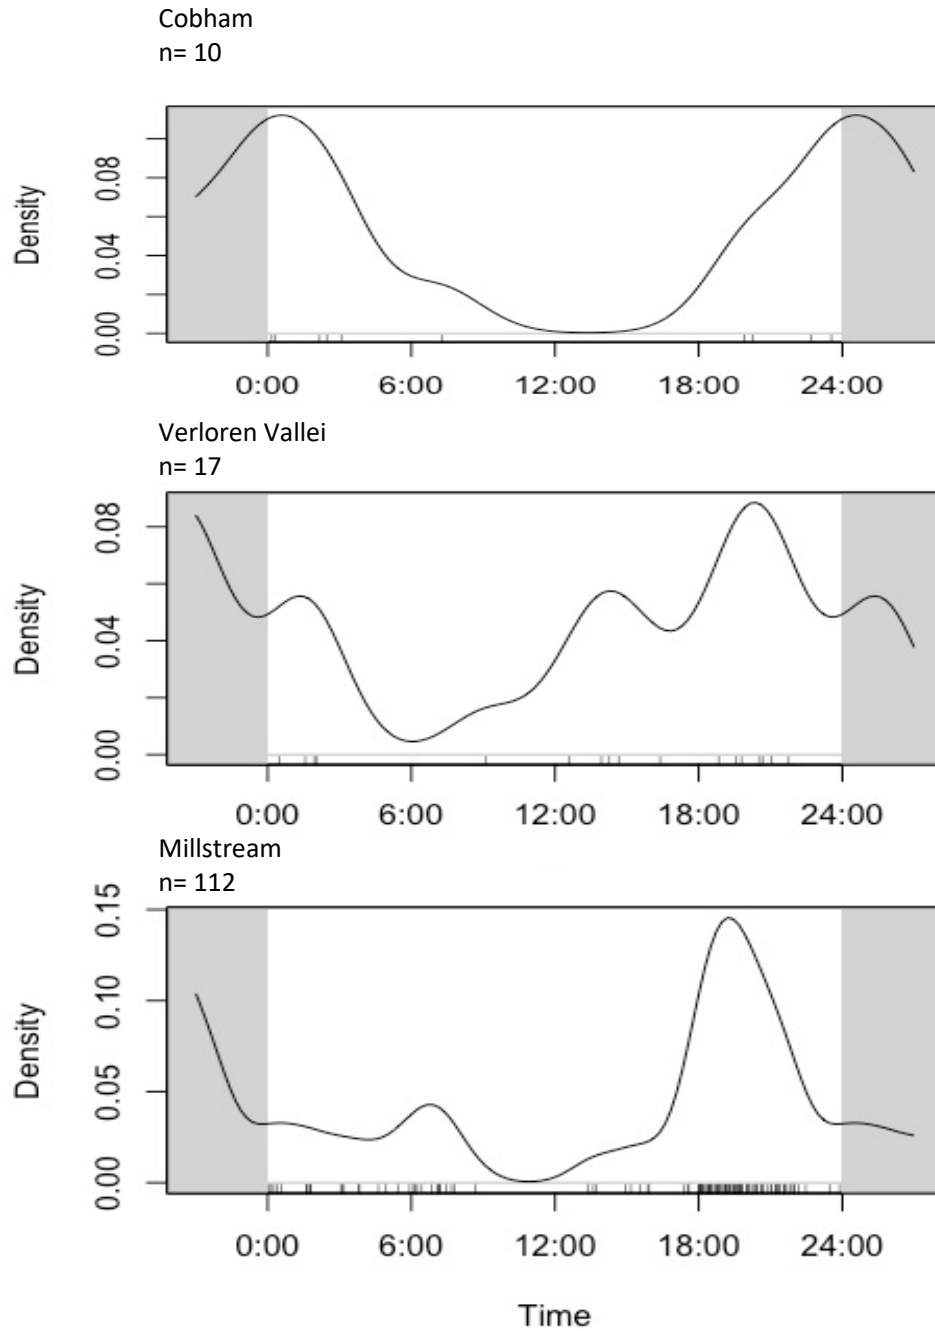 Cobham
n= 10
Density
0.08
0.04
0.00
0:00 6:00 12:00 18:00 24:00
Verloren Vallei
n= 17
Density
0.08
0.04
0.00
0:00 6:00 12:00 18:00 24:00
Millstream
n= 112
Density
0.15
0.10
0.05
0.00
0:00 6:00 12:00 18:00 24:00
Time